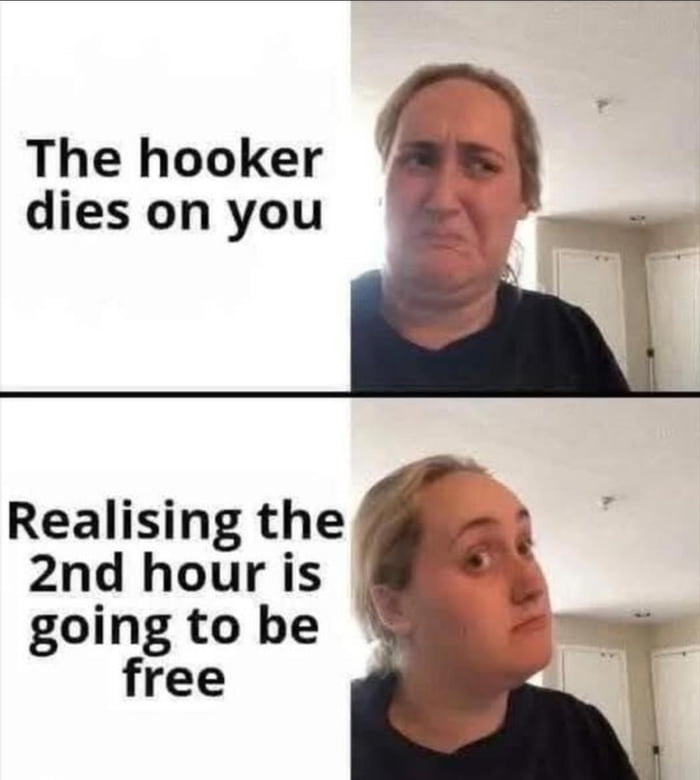 The hooker
dies on you
Realising the
2nd hour is
going to be
free